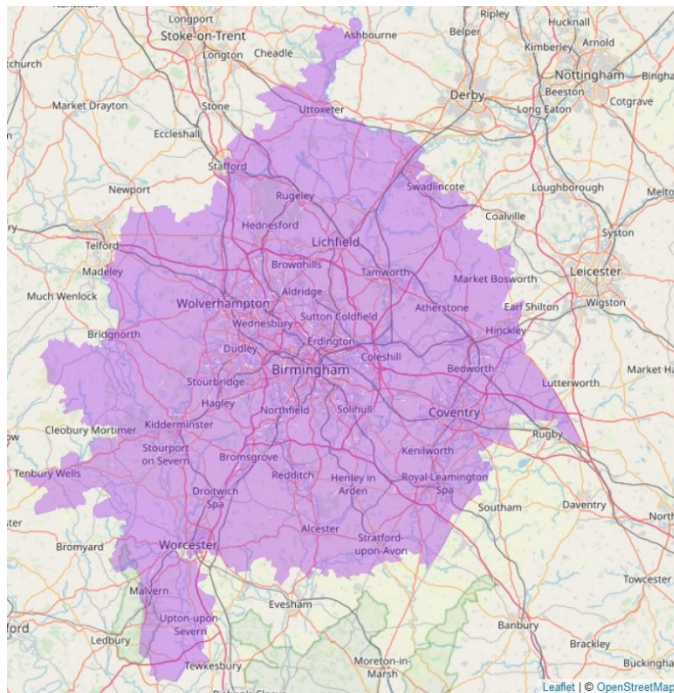 Longport
Ashbourne
Belper
Ripley
Hucknall
Stoke-on-Trent
Longton
Cheadle
Kimberley
Arnold
Nottingham
Market Drayton
Stone
Uttoxeter
Derby
Beeston
Long Eaton
Cotgrave
Eccleshall
Stafford
Newport
Rugeley
Swadlincote
Loughborough
Hednesford
Coalville
Telford
Lichfield
Syston
Madeley
Brownhills
Tamworth
Market Bosworth
Leicester
Much Wenlock
Wolverhampton
Aldridge
Sutton Coldfield
Atherstone
Earl Shilton
Wigston
Bridgnorth
Wednesbury
Erdington
Hinckley
Dudley
Coleshill
Birmingham
Bedworth
Stourbridge
Lutterworth
Hagley
Northfield
Solihull
Coventry
Cleobury Mortimer
Kidderminster
Rugby
Stourport
on Severn
Bromsgrove
Kenilworth
Tenbury Wells
Redditch
Henley in
Arden
Royal Leamington
Spa
Droitwich
Spa
Southam
Daventry
Alcester
Stratford-
upon-Avon
Bromyard
Worcester
Towcester
Malvern
Evesham
Upton-upon-
Severn
Banbury
Ledbury
Brackley
Tewkesbury
Moreton-in-
Marsh
Leaflet | © OpenStreetMap